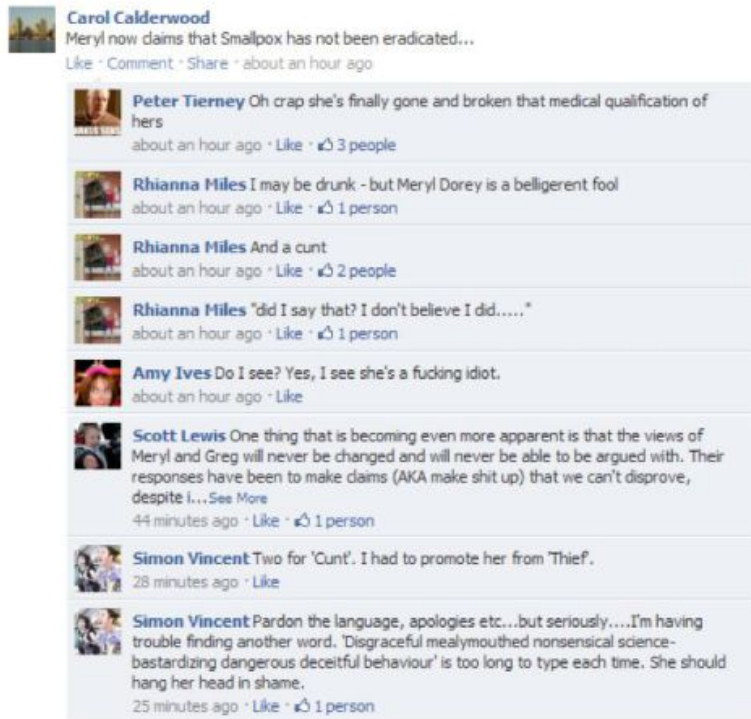 Carol Calderwood
Meryl now claims that Smallpox has not been eradicated...
Like · Comment · Share · about an hour ago
Peter Tierney Oh crap she's finally gone and broken that medical qualification of
hers
about an hour ago · Like · 3 people
Rhianna Miles I may be drunk - but Meryl Dorey is a belligerent fool
about an hour ago · Like · 1 person
Rhianna Miles And a cunt
about an hour ago · Like · 2 people
Rhianna Miles "did I say that? I don't believe I did....."
about an hour ago · Like · 1 person
Amy Ives Do I see? Yes, I see she's a fucking idiot.
about an hour ago · Like
Scott Lewis One thing that is becoming even more apparent is that the views of
Meryl and Greg will never be changed and will never be able to be argued with. Their
responses have been to make claims (AKA make shit up) that we can't disprove,
despite i...See More
44 minutes ago · Like · 1 person
Simon Vincent Two for 'Cunt'. I had to promote her from 'Thief'.
28 minutes ago · Like
Simon Vincent Pardon the language, apologies etc...but seriously....I'm having
trouble finding another word. 'Disgraceful mealymouthed nonsensical science-
bastardizing dangerous deceitful behaviour' is too long to type each time. She should
hang her head in shame.
25 minutes ago · Like · 1 person